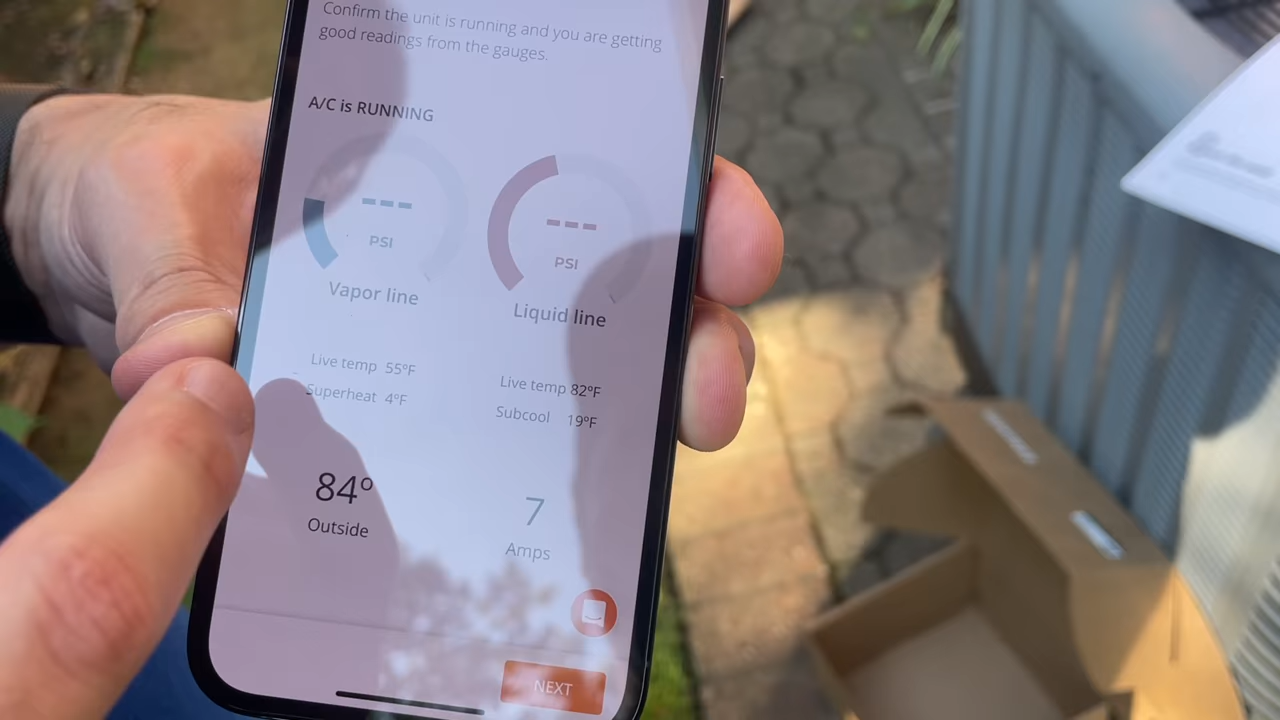 Confirm the unit is running and you are getting
good readings from the gauges.
A/C is RUNNING
---
PSI
Vapor line
---
PSI
Liquid line
Live temp 55°F
Superheat 4°F
Live temp 82°F
Subcool 19°F
84°
Outside
7
Amps
NEXT